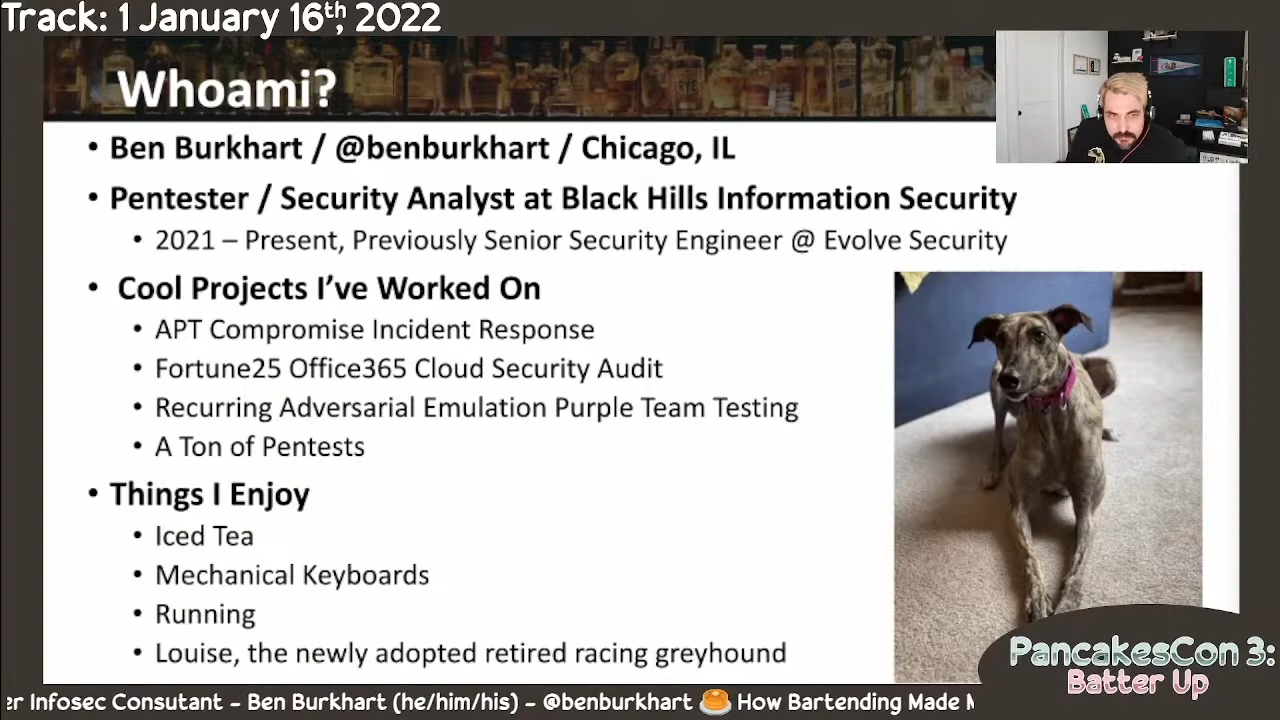 Track: 1 January 16th, 2022
Whoami?
• Ben Burkhart / @benburkhart / Chicago, IL
• Pentester / Security Analyst at Black Hills Information Security
• 2021 – Present, Previously Senior Security Engineer @ Evolve Security
• Cool Projects I’ve Worked On
• APT Compromise Incident Response
• Fortune25 Office365 Cloud Security Audit
• Recurring Adversarial Emulation Purple Team Testing
• A Ton of Pentests
• Things I Enjoy
• Iced Tea
• Mechanical Keyboards
• Running
• Louise, the newly adopted retired racing greyhound
PancakesCon 3:
Batter Up
er Infosec Consutant - Ben Burkhart (he/him/his) - @benburkhart 🥞 How Bartending Made